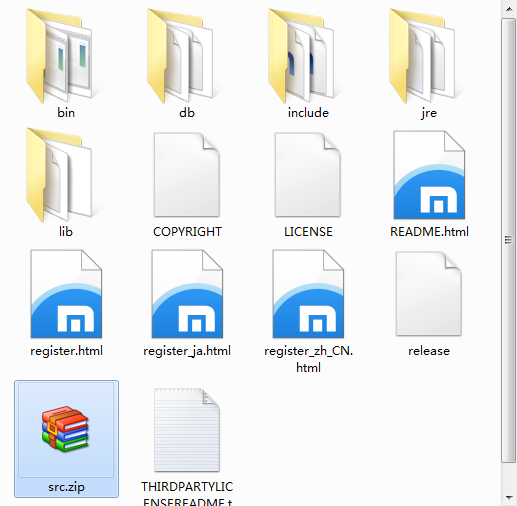 bin
db
include
jre
lib
COPYRIGHT
LICENSE
README.html
register.html
register_ja.html
register_zh_CN.
html
release
src.zip
THIRDPARTYLIC
ENSEREADME.t